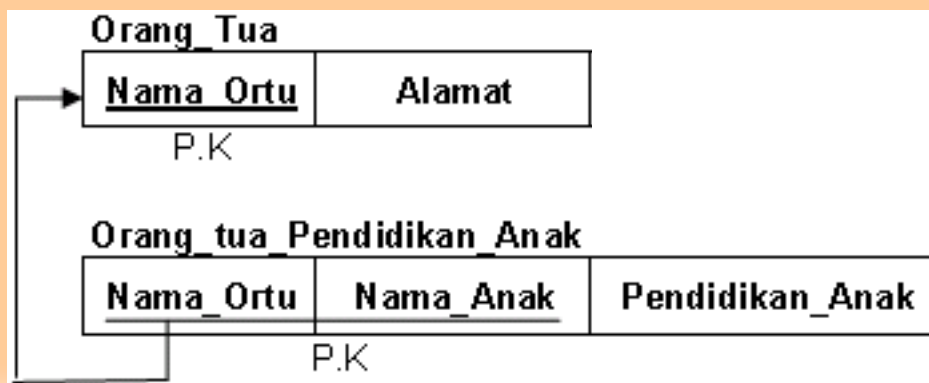 Orang_Tua
Nama_Ortu Alamat
P.K
Orang_tua_Pendidikan_Anak
Nama_Ortu Nama_Anak Pendidikan_Anak
P.K